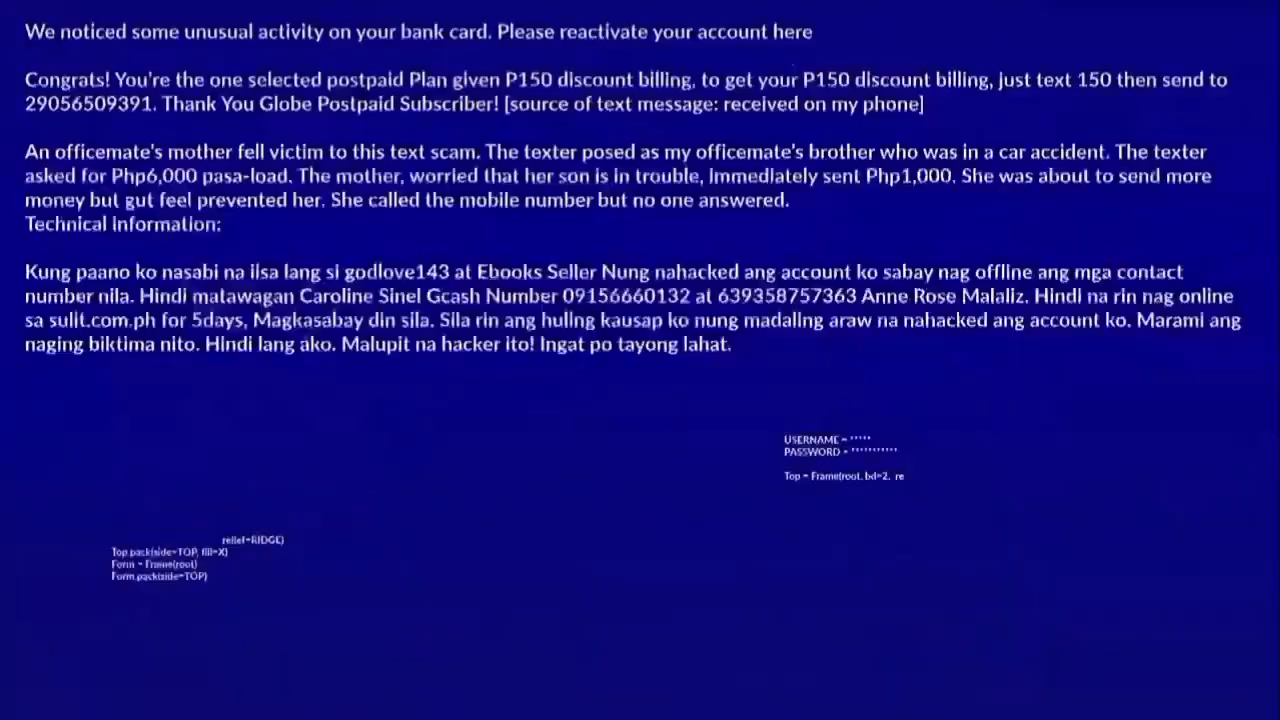 We noticed some unusual activity on your bank card. Please reactivate your account here
Congrats! You're the one selected postpaid Plan given P150 discount billing, to get your P150 discount billing, just text 150 then send to
29056509391. Thank You Globe Postpaid Subscriber! [source of text message: received on my phone]
An officemate's mother fell victim to this text scam. The texter posed as my officemate's brother who was in a car accident. The texter
asked for Php6,000 pasa-load. The mother, worried that her son is in trouble, immediately sent Php1,000. She was about to send more
money but gut feel prevented her. She called the mobile number but no one answered.
Technical Information:
Kung paano ko nasabi na iisa lang si godlove143 at Ebooks Seller Nung nahacked ang account ko sabay nag offline ang mga contact
number nila. Hindi matawagan Caroline Sinel Gcash Number 09156660132 at 639358757363 Anne Rose Malaliz. Hindi na rin nag online
sa sulit.com.ph for 5days, Magkasabay din sila. Sila rin ang huling kausap ko nung madaling araw na nahacked ang account ko. Marami ang
naging biktima nito. Hindi lang ako. Malupit na hacker ito! Ingat po tayong lahat.
USERNAME = *****
PASSWORD = ***********
Top = Frame(root, bd=2, re
relief=RIDGE)
Top.pack(side=TOP, fill=X)
Form = Frame(root)
Form.pack(side=TOP)